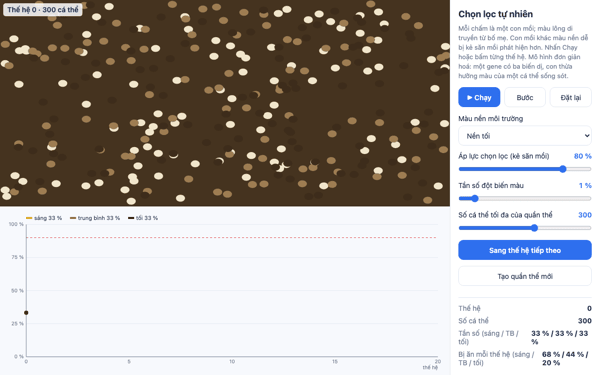 Thế hệ 0 · 300 cá thể
sáng 33 %
trung bình 33 %
tối 33 %
100 %
75 %
50 %
25 %
0 %
0
5
10
15
20
thế hệ
Chọn lọc tự nhiên
Mỗi chấm là một con mồi; màu lông di
truyền từ bố mẹ. Con mồi khác màu nền dễ
bị kẻ săn mồi phát hiện hơn. Nhấn Chạy
hoặc bấm từng thế hệ. Mô hình đơn giản
hoá: một gene có ba biến dị, con thừa
hưởng màu của một cá thể sống sót.
▶ Chạy
Bước
Đặt lại
Màu nền môi trường
Nền tối
Áp lực chọn lọc (kẻ săn mồi)
80 %
Tần số đột biến màu
1 %
Số cá thể tối đa của quần thể
300
Sang thế hệ tiếp theo
Tạo quần thể mới
Thế hệ
0
Số cá thể
300
Tần số (sáng / TB /
tối)
33 % / 33 % / 33
%
Bị ăn mỗi thế hệ (sáng /
TB / tối)
68 % / 44 % /
20 %